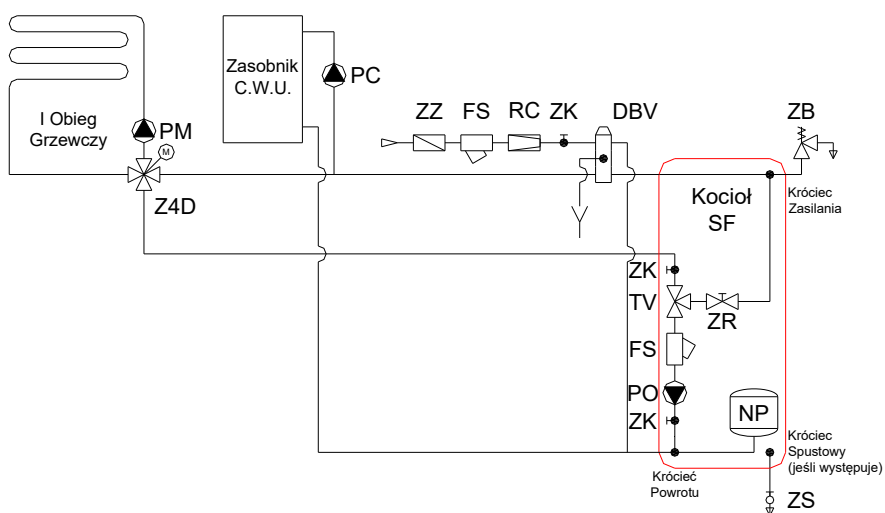 Zasobnik
C.W.U.
PC
I Obieg
Grzewczy
PM
M
Z4D
ZZ
FS
RC
ZK
DBV
ZB
Kocioł
SF
Króciec
Zasilania
ZK
TV
ZR
FS
PO
ZK
NP
Króciec
Spustowy
(jeśli występuje)
Króciec
Powrotu
ZS